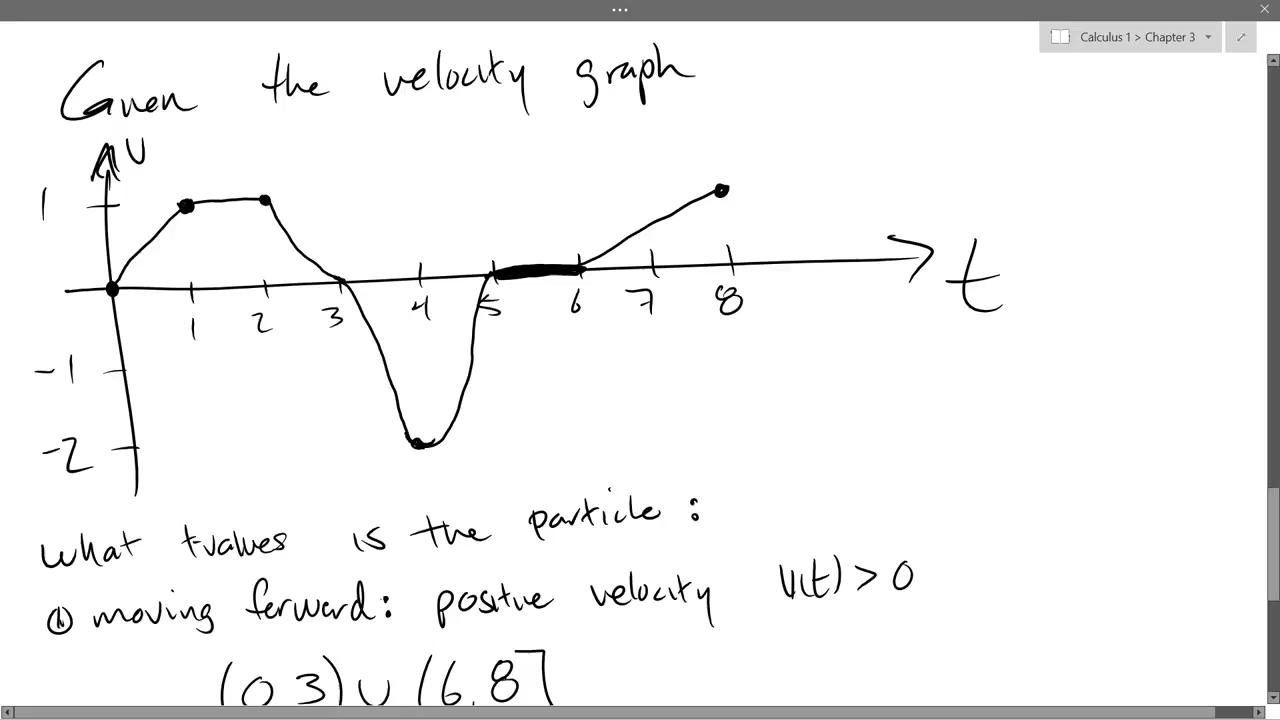 ...
Calculus 1 > Chapter 3
Given the velocity graph
v
1
1 2 3 4 5 6 7 8
t
-1
-2
what t values is the particle :
① moving forward: positive velocity v(t) > 0
(0 3) ∪ (6, 8]